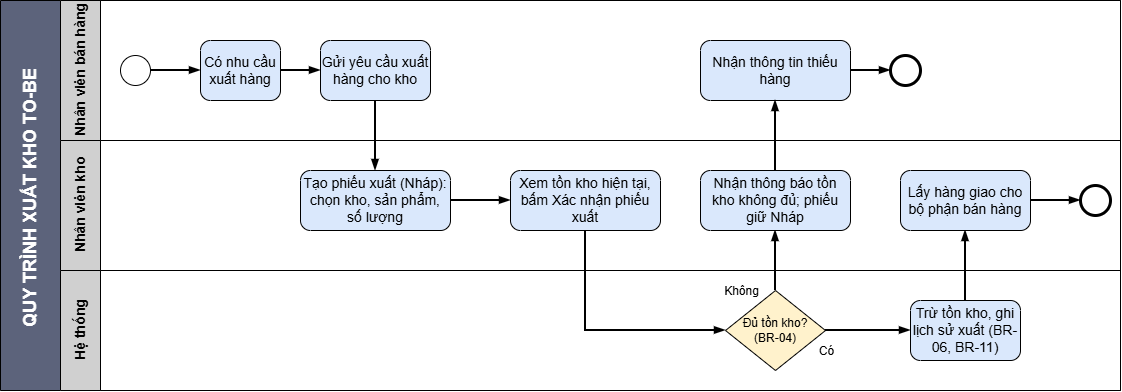 QUY TRÌNH XUẤT KHO TO-BE
Nhân viên bán hàng
Có nhu cầu
xuất hàng
Gửi yêu cầu xuất
hàng cho kho
Nhận thông tin thiếu
hàng
Nhân viên kho
Tạo phiếu xuất (Nháp):
chọn kho, sản phẩm,
số lượng
Xem tồn kho hiện tại,
bấm Xác nhận phiếu
xuất
Nhận thông báo tồn
kho không đủ; phiếu
giữ Nháp
Lấy hàng giao cho
bộ phận bán hàng
Hệ thống
Không
Đủ tồn kho?
(BR-04)
Có
Trừ tồn kho, ghi
lịch sử xuất (BR-
06, BR-11)